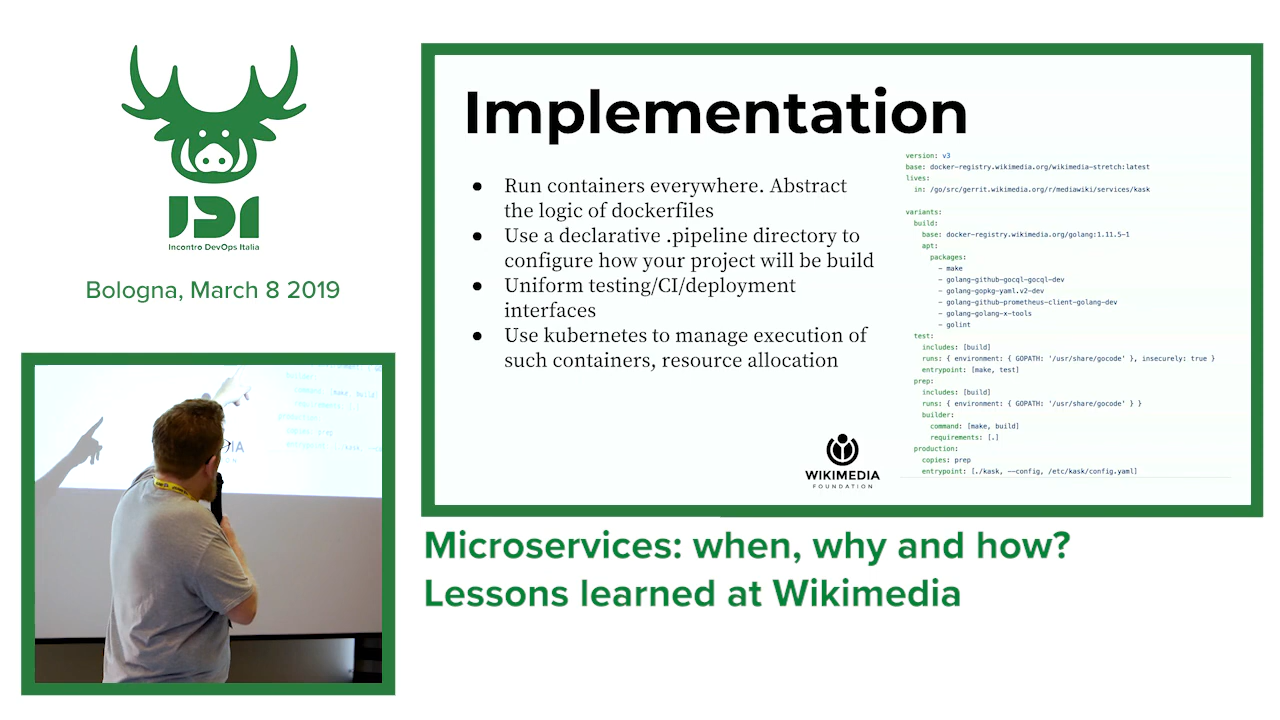 IDI
Incontro DevOps Italia
Bologna, March 8 2019
Implementation
● Run containers everywhere. Abstract
the logic of dockerfiles
● Use a declarative .pipeline directory to
configure how your project will be build
● Uniform testing/CI/deployment
interfaces
● Use kubernetes to manage execution of
such containers, resource allocation
WIKIMEDIA
FOUNDATION
version: v3
base: docker-registry.wikimedia.org/wikimedia-stretch:latest
lives:
in: /go/src/gerrit.wikimedia.org/r/mediawiki/services/kask
variants:
build:
base: docker-registry.wikimedia.org/golang:1.11.5-1
apt:
packages:
- make
- golang-github-gocql-gocql-dev
- golang-gopkg-yaml.v2-dev
- golang-github-prometheus-client-golang-dev
- golang-golang-x-tools
- golint
test:
includes: [build]
runs: { environment: { GOPATH: '/usr/share/gocode' }, insecurely: true }
entrypoint: [make, test]
prep:
includes: [build]
runs: { environment: { GOPATH: '/usr/share/gocode' } }
builder:
command: [make, build]
requirements: [.]
production:
copies: prep
entrypoint: [./kask, --config, /etc/kask/config.yaml]
command: [make, build]
requirements: [.]
production:
copies: prep
Microservices: when, why and how?
Lessons learned at Wikimedia